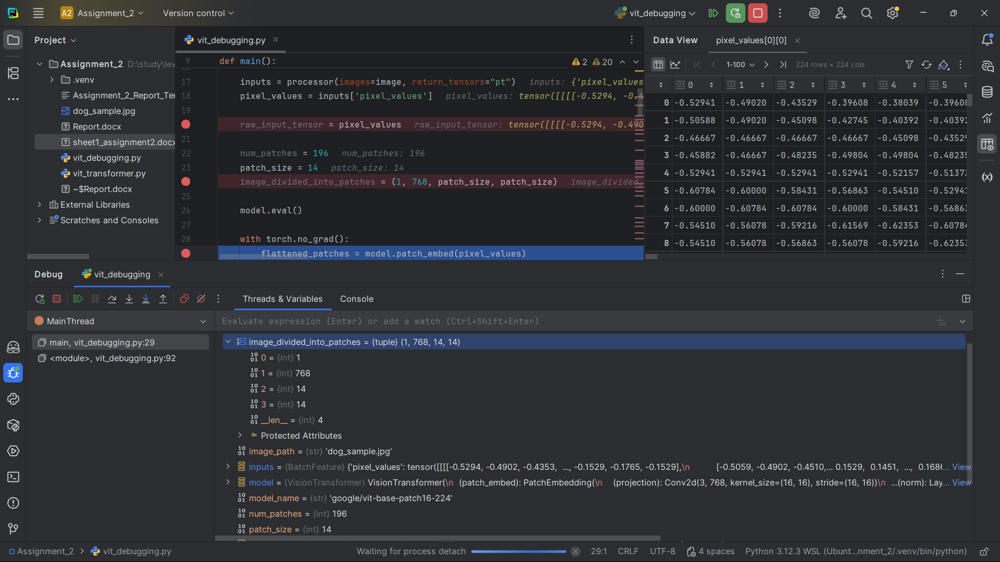 A2 Assignment_2 Version control vit_debugging
Project
Assignment_2 D:\study\lev
.venv
Assignment_2_Report_Te
dog_sample.jpg
Report.docx
sheet1_assignment2.docx
vit_debugging.py
vit_transformer.py
~$Report.docx
External Libraries
Scratches and Consoles
vit_debugging.py
9 def main(): 2 20
17 inputs = processor(images=image, return_tensors="pt") inputs: {'pixel_values
18 pixel_values = inputs['pixel_values'] pixel_values: tensor([[[[-0.5294, -0.4
19
raw_input_tensor = pixel_values raw_input_tensor: tensor([[[[-0.5294, -0.490
21
22 num_patches = 196 num_patches: 196
23 patch_size = 14 patch_size: 14
image_divided_into_patches = (1, 768, patch_size, patch_size) image_divided_
25
26 model.eval()
27
28 with torch.no_grad():
flattened_patches = model.patch_embed(pixel_values)
Data View pixel_values[0][0]
1-100 224 rows × 224 cols
123 0 123 1 123 2 123 3 123 4 123 5
0 -0.52941 -0.49020 -0.43529 -0.39608 -0.38039 -0.39608
1 -0.50588 -0.49020 -0.45098 -0.42745 -0.40392 -0.40392
2 -0.46667 -0.46667 -0.46667 -0.46667 -0.45098 -0.43529
3 -0.45882 -0.46667 -0.48235 -0.49804 -0.49804 -0.48235
4 -0.52941 -0.52941 -0.52941 -0.52941 -0.52157 -0.51373
5 -0.60784 -0.60000 -0.58431 -0.56863 -0.54510 -0.52941
6 -0.60000 -0.60784 -0.60784 -0.60000 -0.58431 -0.56863
7 -0.54510 -0.56078 -0.59216 -0.61569 -0.62353 -0.60784
8 -0.54510 -0.56078 -0.56863 -0.56078 -0.59216 -0.62353
Debug vit_debugging
Threads & Variables Console
MainThread
main, vit_debugging.py:29
<module>, vit_debugging.py:92
Evaluate expression (Enter) or add a watch (Ctrl+Shift+Enter)
image_divided_into_patches = {tuple} (1, 768, 14, 14)
0 = {int} 1
1 = {int} 768
2 = {int} 14
3 = {int} 14
__len__ = {int} 4
Protected Attributes
image_path = {str} 'dog_sample.jpg'
inputs = {BatchFeature} {'pixel_values': tensor([[[[-0.5294, -0.4902, -0.4353, ..., -0.1529, -0.1765, -0.1529],\n [-0.5059, -0.4902, -0.4510,... 0.1529, 0.1451, ..., 0.168... View
model = {VisionTransformer} VisionTransformer(\n (patch_embed): PatchEmbedding(\n (projection): Conv2d(3, 768, kernel_size=(16, 16), stride=(16, 16))\n ...(norm): Lay... View
model_name = {str} 'google/vit-base-patch16-224'
num_patches = {int} 196
patch_size = {int} 14
Assignment_2 > vit_debugging.py Waiting for process detach 29:1 CRLF UTF-8 4 spaces Python 3.12.3 WSL (Ubunt...nment_2/.venv/bin/python)